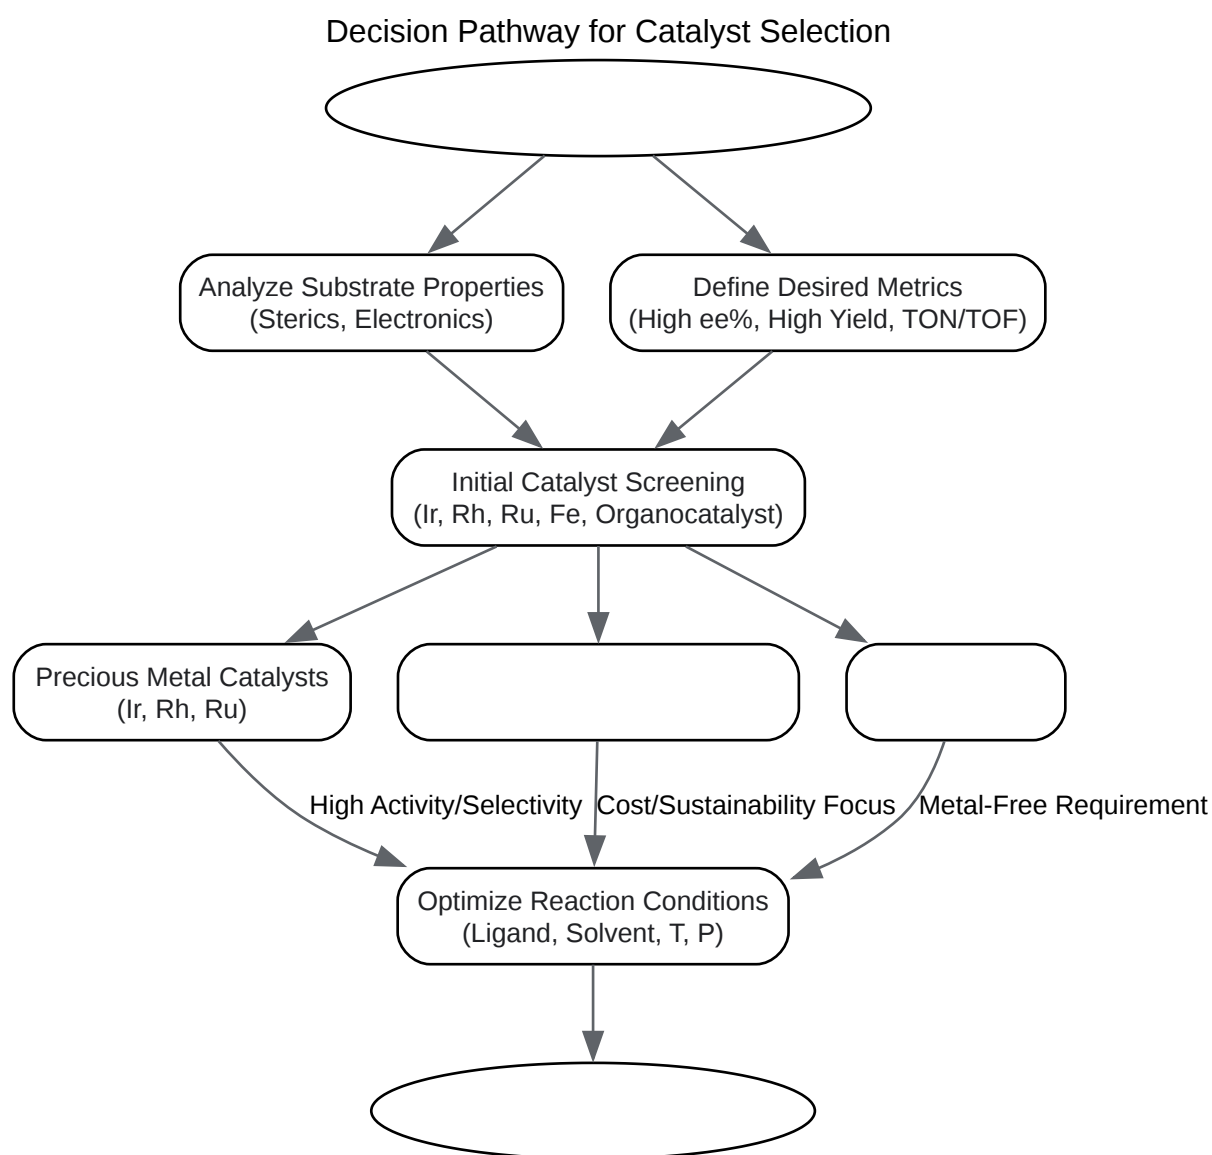 Decision Pathway for Catalyst Selection
Analyze Substrate Properties
(Sterics, Electronics)
Define Desired Metrics
(High ee%, High Yield, TON/TOF)
Initial Catalyst Screening
(Ir, Rh, Ru, Fe, Organocatalyst)
Precious Metal Catalysts
(Ir, Rh, Ru)
High Activity/Selectivity
Cost/Sustainability Focus
Metal-Free Requirement
Optimize Reaction Conditions
(Ligand, Solvent, T, P)